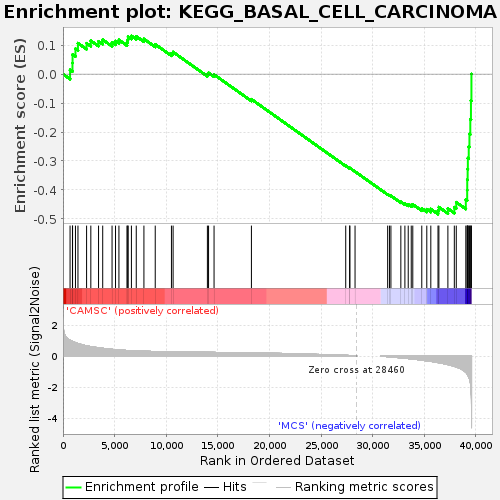 Enrichment plot: KEGG_BASAL_CELL_CARCINOMA
Enrichment score (ES)
0.1
0.0
-0.1
-0.2
-0.3
-0.4
-0.5
"CAMSC" (positively correlated)
Ranked list metric (Signal2Noise)
2
0
-2
-4
Zero cross at 28460
"MCS" (negatively correlated)
0
5,000
10,000
15,000
20,000
25,000
30,000
35,000
40,000
Rank in Ordered Dataset
Enrichment profile
Hits
Ranking metric scores